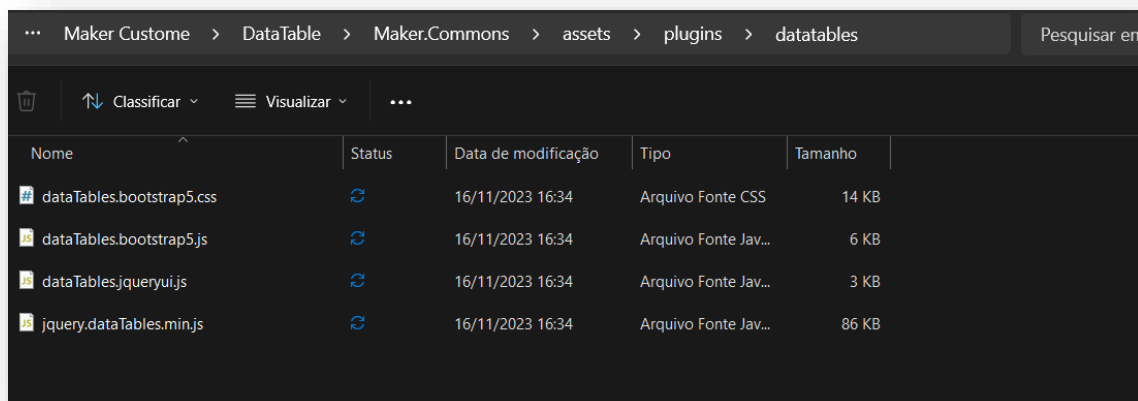 ··· Maker Custome > DataTable > Maker.Commons > assets > plugins > datatables Pesquisar em
Classificar Visualizar ···
Nome Status Data de modificação Tipo Tamanho
dataTables.bootstrap5.css 16/11/2023 16:34 Arquivo Fonte CSS 14 KB
dataTables.bootstrap5.js 16/11/2023 16:34 Arquivo Fonte Jav... 6 KB
dataTables.jqueryui.js 16/11/2023 16:34 Arquivo Fonte Jav... 3 KB
jquery.dataTables.min.js 16/11/2023 16:34 Arquivo Fonte Jav... 86 KB